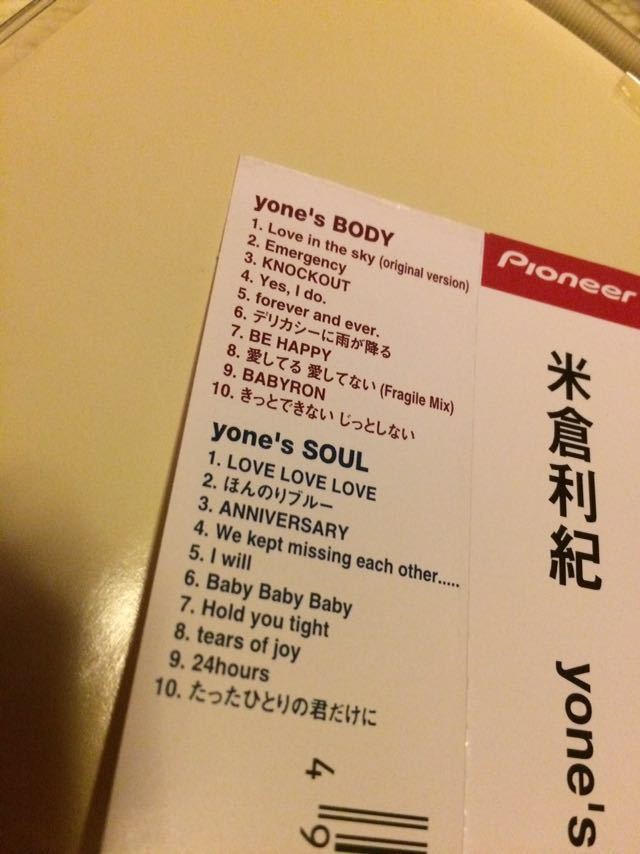 yone's BODY
1. Love in the sky (original version)
2. Emergency
3. KNOCKOUT
4. Yes, I do.
5. forever and ever.
6. デリカシーに雨が降る
7. BE HAPPY
8. 愛してる 愛してない (Fragile Mix)
9. BABYRON
10. きっとできない じっとしない
yone's SOUL
1. LOVE LOVE LOVE
2. ほんのりブルー
3. ANNIVERSARY
4. We kept missing each other.....
5. I will
6. Baby Baby Baby
7. Hold you tight
8. tears of joy
9. 24hours
10. たったひとりの君だけに
4 9
Pioneer
米倉利紀 yone's